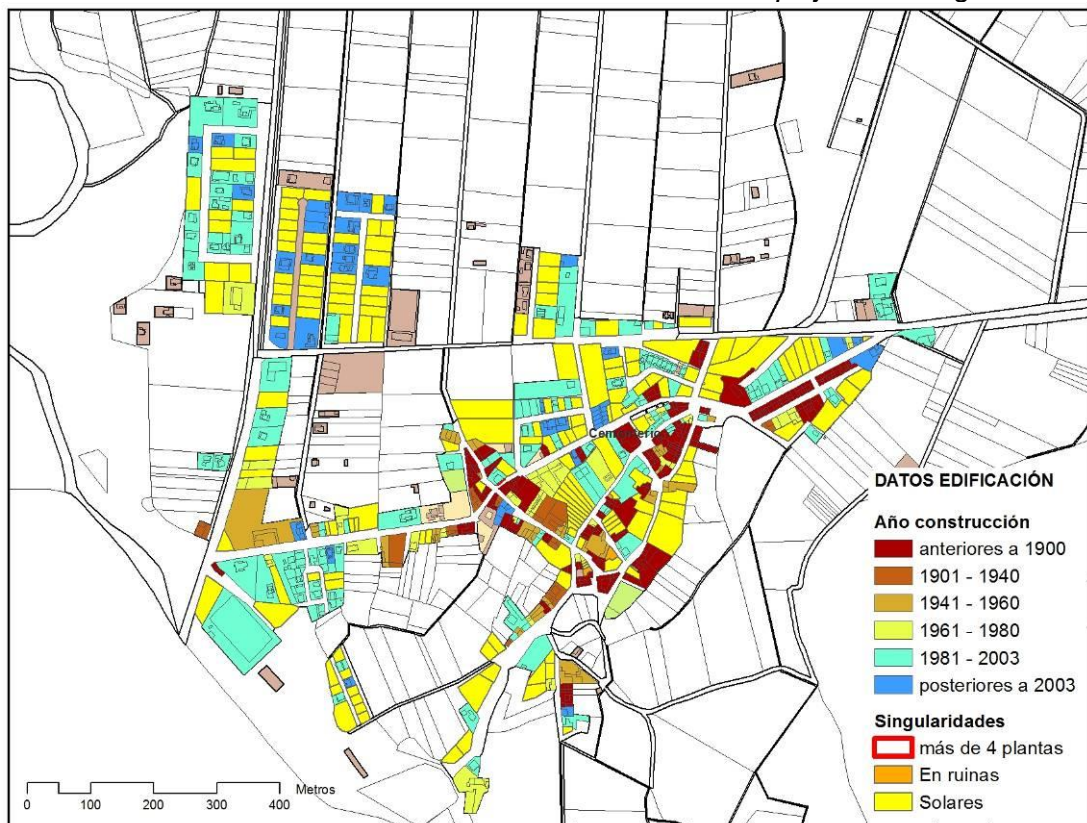 Cementerio
DATOS EDIFICACIÓN
Año construcción
anteriores a 1900
1901 - 1940
1941 - 1960
1961 - 1980
1981 - 2003
posteriores a 2003
Singularidades
más de 4 plantas
En ruinas
Solares
Metros
0 100 200 300 400